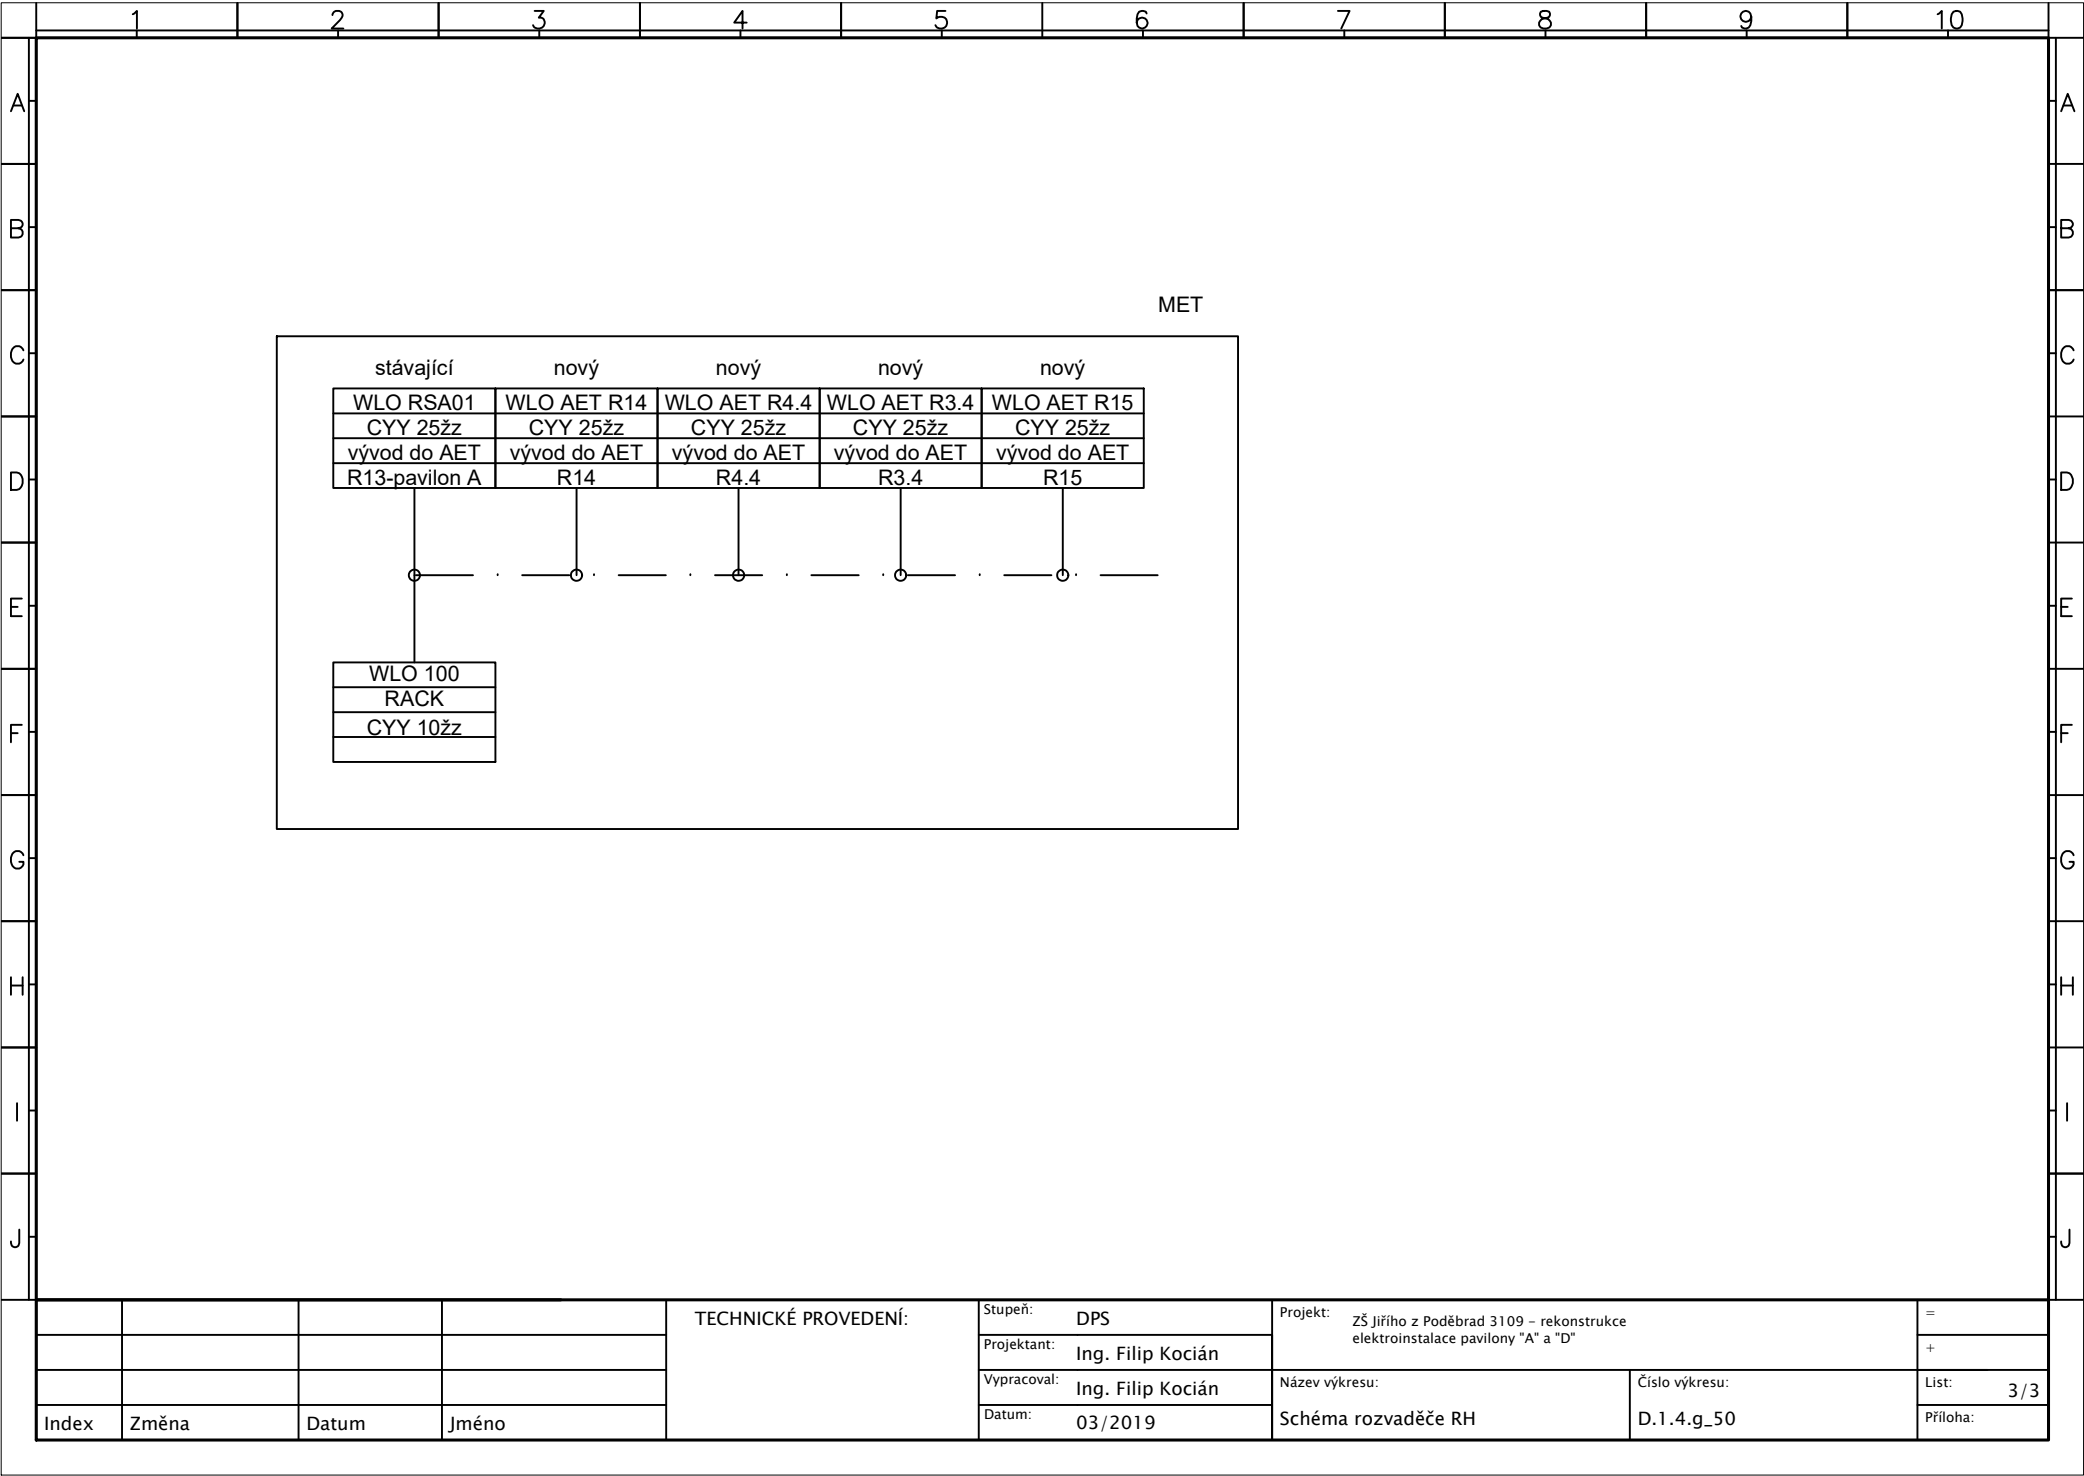 1 2 3 4 5 6 7 8 9 10
A A
B B
MET
C C
stávající nový nový nový nový
WLO RSA01 WLO AET R14 WLO AET R4.4 WLO AET R3.4 WLO AET R15
CYY 25žz CYY 25žz CYY 25žz CYY 25žz CYY 25žz
vývod do AET vývod do AET vývod do AET vývod do AET vývod do AET
R13-pavilon A R14 R4.4 R3.4 R15
D D
E E
WLO 100
RACK
CYY 10žz
F F
G G
H H
I I
J J
TECHNICKÉ PROVEDENÍ:
Stupeň: DPS
Projektant: Ing. Filip Kocián
Vypracoval: Ing. Filip Kocián
Datum: 03/2019
Projekt: ZŠ Jiřího z Poděbrad 3109 - rekonstrukce
elektroinstalace pavilony "A" a "D"
Název výkresu:
Schéma rozvaděče RH
Číslo výkresu:
D.1.4.g_50
=
+
List: 3/3
Příloha:
Index Změna Datum Jméno